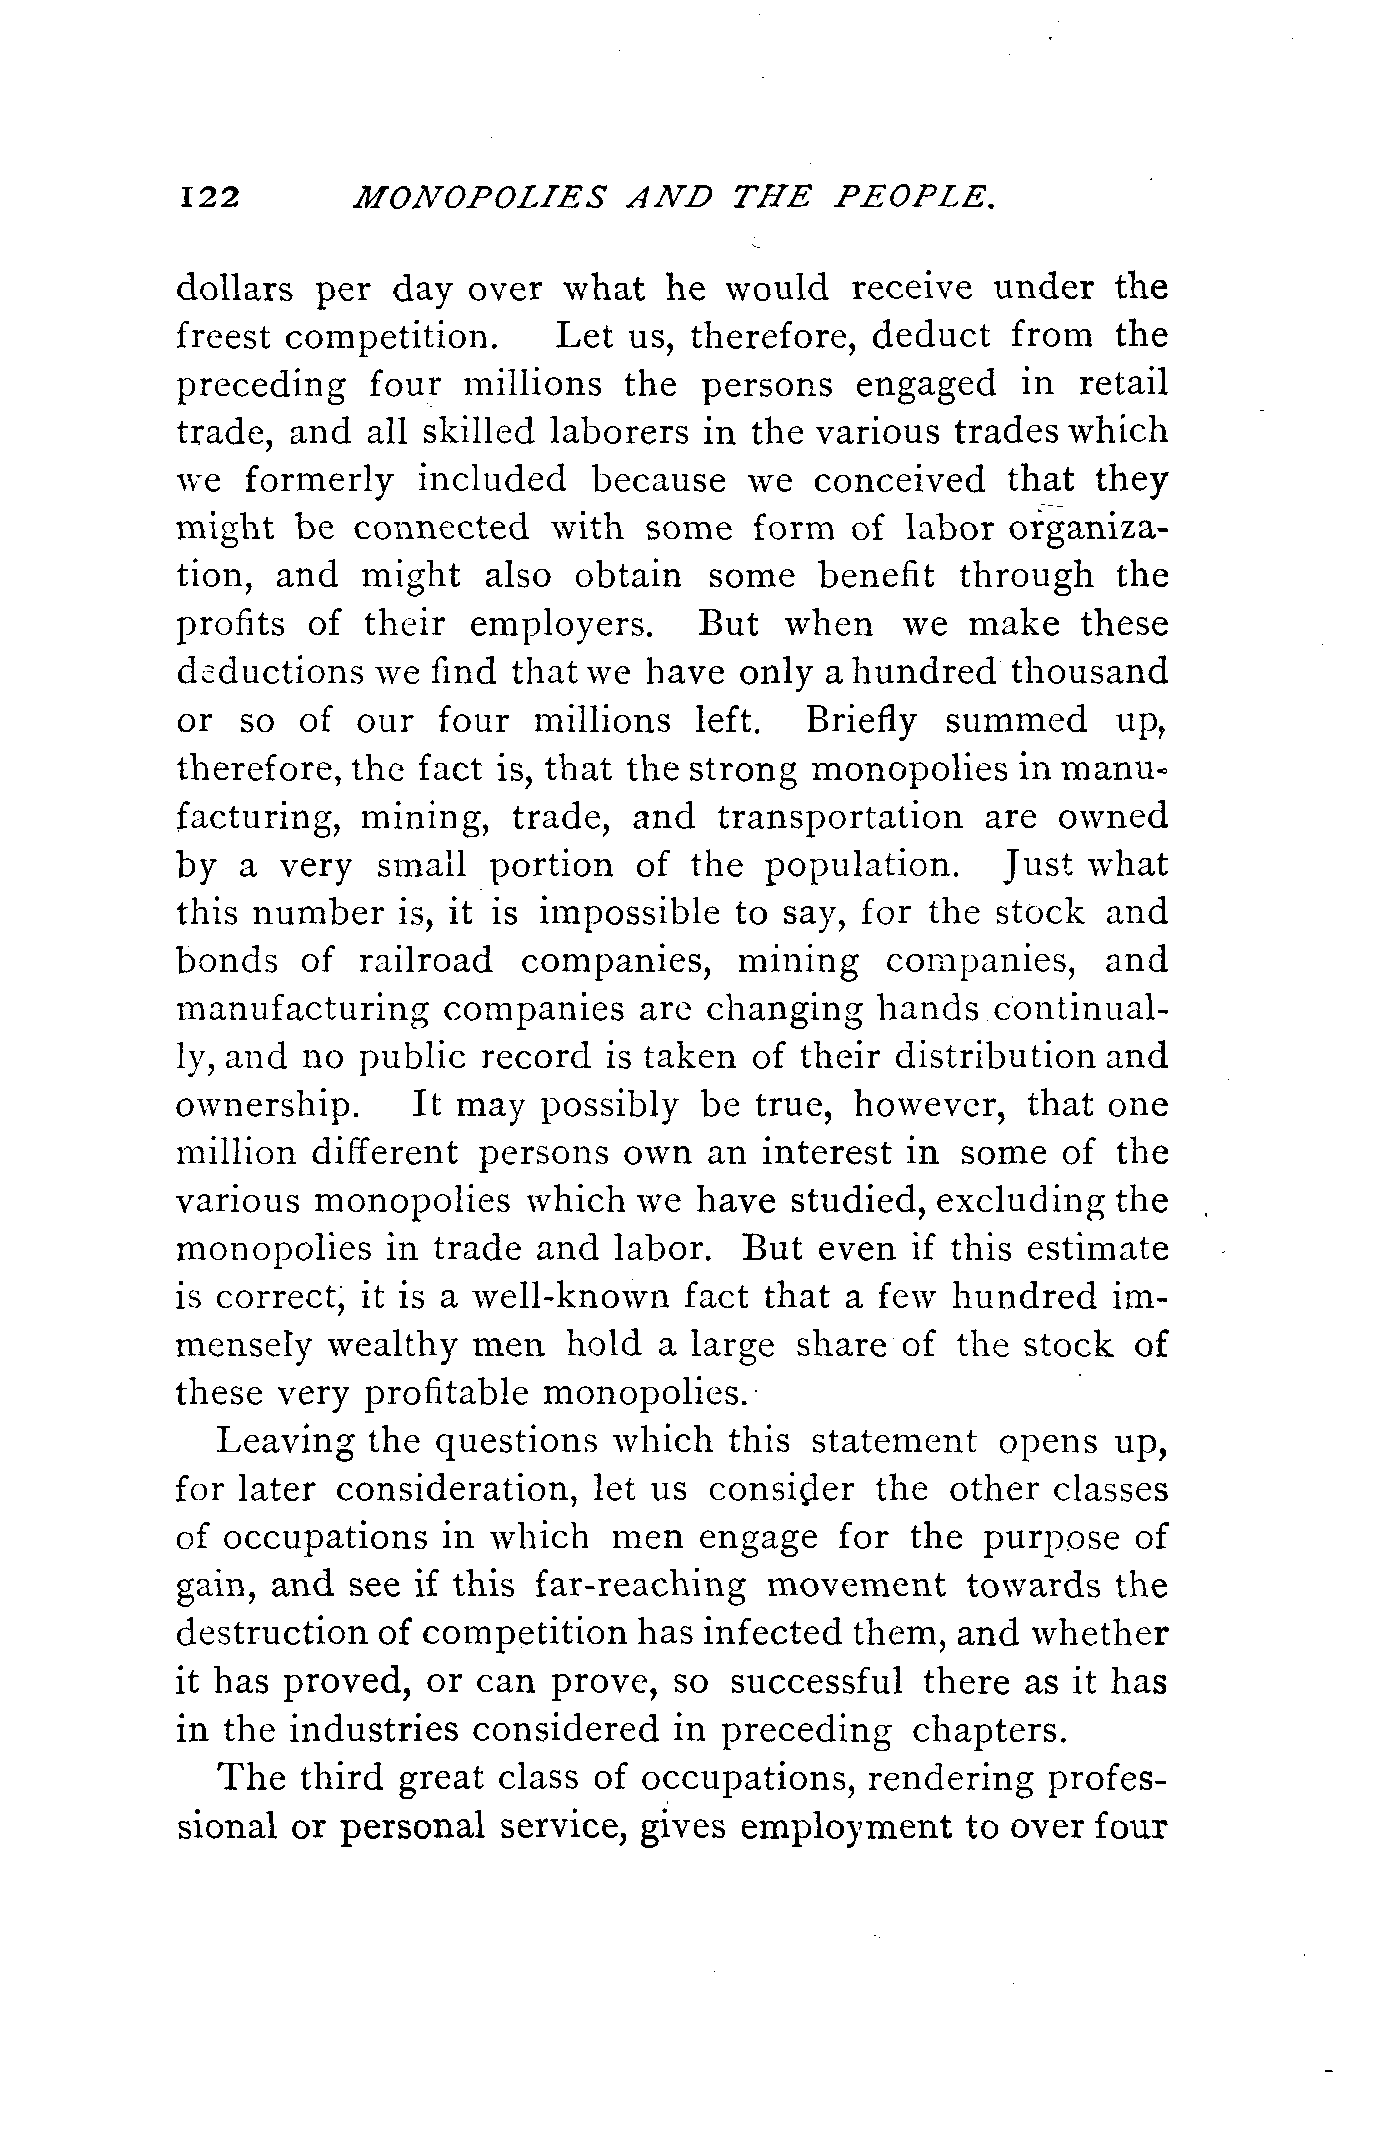 122 MONOPOLIES AND THE PEOPLE.
dollars per day over what he would receive under the
freest competition. Let us, therefore, deduct from the
preceding four millions the persons engaged in retail
trade, and all skilled laborers in the various trades which
we formerly included because we conceived that they
might be connected with some form of labor organiza-
tion, and might also obtain some benefit through the
profits of their employers. But when we make these
deductions we find that we have only a hundred thousand
or so of our four millions left. Briefly summed up,
therefore, the fact is, that the strong monopolies in manu-
facturing, mining, trade, and transportation are owned
by a very small portion of the population. Just what
this number is, it is impossible to say, for the stock and
bonds of railroad companies, mining companies, and
manufacturing companies are changing hands continual-
ly, and no public record is taken of their distribution and
ownership. It may possibly be true, however, that one
million different persons own an interest in some of the
various monopolies which we have studied, excluding the
monopolies in trade and labor. But even if this estimate
is correct, it is a well-known fact that a few hundred im-
mensely wealthy men hold a large share of the stock of
these very profitable monopolies.
Leaving the questions which this statement opens up,
for later consideration, let us consider the other classes
of occupations in which men engage for the purpose of
gain, and see if this far-reaching movement towards the
destruction of competition has infected them, and whether
it has proved, or can prove, so successful there as it has
in the industries considered in preceding chapters.
The third great class of occupations, rendering profes-
sional or personal service, gives employment to over four